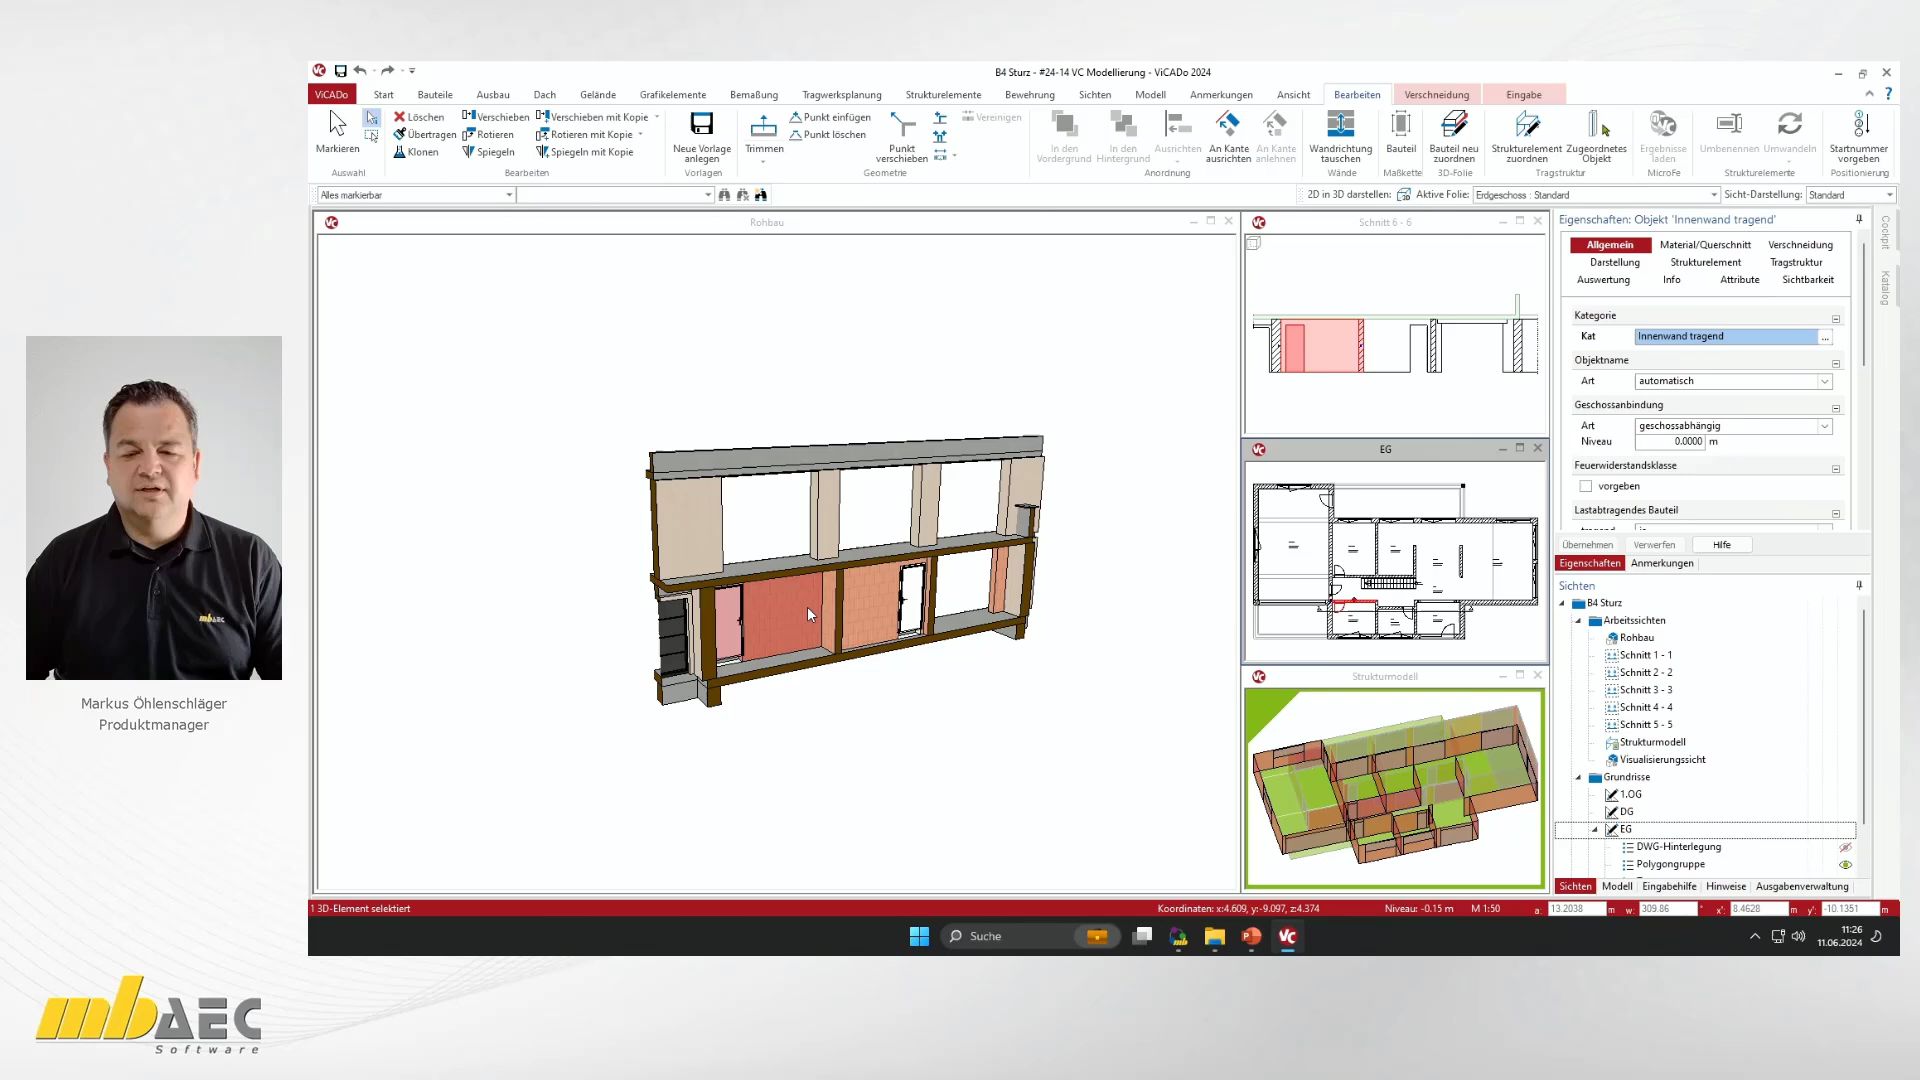 B4 Sturz - #24-14 VC Modellierung - ViCADo 2024
ViCADo Start Bauteile Ausbau Dach Gelände Grafikelemente Bemaßung Tragwerksplanung Strukturelemente Bewehrung Sichten Modell Anmerkungen Ansicht Bearbeiten Verschneidung Eingabe
Markieren
Auswahl
Löschen Verschieben Verschieben mit Kopie
Übertragen Rotieren Rotieren mit Kopie
Klonen Spiegeln Spiegeln mit Kopie
Bearbeiten
Neue Vorlage anlegen
Vorlagen
Trimmen
Punkt einfügen
Punkt löschen
Punkt verschieben
Vereinigen
Geometrie
In den Vordergrund
In den Hintergrund
Ausrichten
An Kante ausrichten
An Kante anlehnen
Anordnung
Wandrichtung tauschen
Wände
Bauteil
Maßkette
Bauteil neu zuordnen
3D-Folie
Strukturelement zuordnen
Zugeordnetes Objekt
Tragstruktur
Ergebnisse laden
MicroFe
Umbenennen
Umwandeln
Strukturelemente
Startnummer vorgeben
Positionierung
Alles markierbar
2D in 3D darstellen: Aktive Folie: Erdgeschoss : Standard Sicht-Darstellung: Standard
Rohbau
Schnitt 6 - 6
EG
Strukturmodell
Eigenschaften: Objekt 'Innenwand tragend'
Allgemein Material/Querschnitt Verschneidung
Darstellung Strukturelement Tragstruktur
Auswertung Info Attribute Sichtbarkeit
Kategorie
Kat Innenwand tragend ...
Objektname
Art automatisch
Geschossanbindung
Art geschossabhängig
Niveau 0.0000 m
Feuerwiderstandsklasse
vorgeben
Lastabtragendes Bauteil
Übernehmen Verwerfen Hilfe
Eigenschaften Anmerkungen
Cockpit
Katalog
Sichten
B4 Sturz
Arbeitssichten
Rohbau
Schnitt 1 - 1
Schnitt 2 - 2
Schnitt 3 - 3
Schnitt 4 - 4
Schnitt 5 - 5
Strukturmodell
Visualisierungssicht
Grundrisse
1.OG
DG
EG
DWG-Hinterlegung
Polygongruppe
Sichten Modell Eingabehilfe Hinweise Ausgabenverwaltung
1 3D-Element selektiert Koordinaten: x:4.609, y:-9.097, z:4.374 Niveau: -0.15 m M 1:50 a: 13.2038 m w: 309.86 ° x': 8.4628 m y': -10.1351 m
Suche
11:26
11.06.2024
mbAEC
Markus Öhlenschläger
Produktmanager
mbAEC
Software